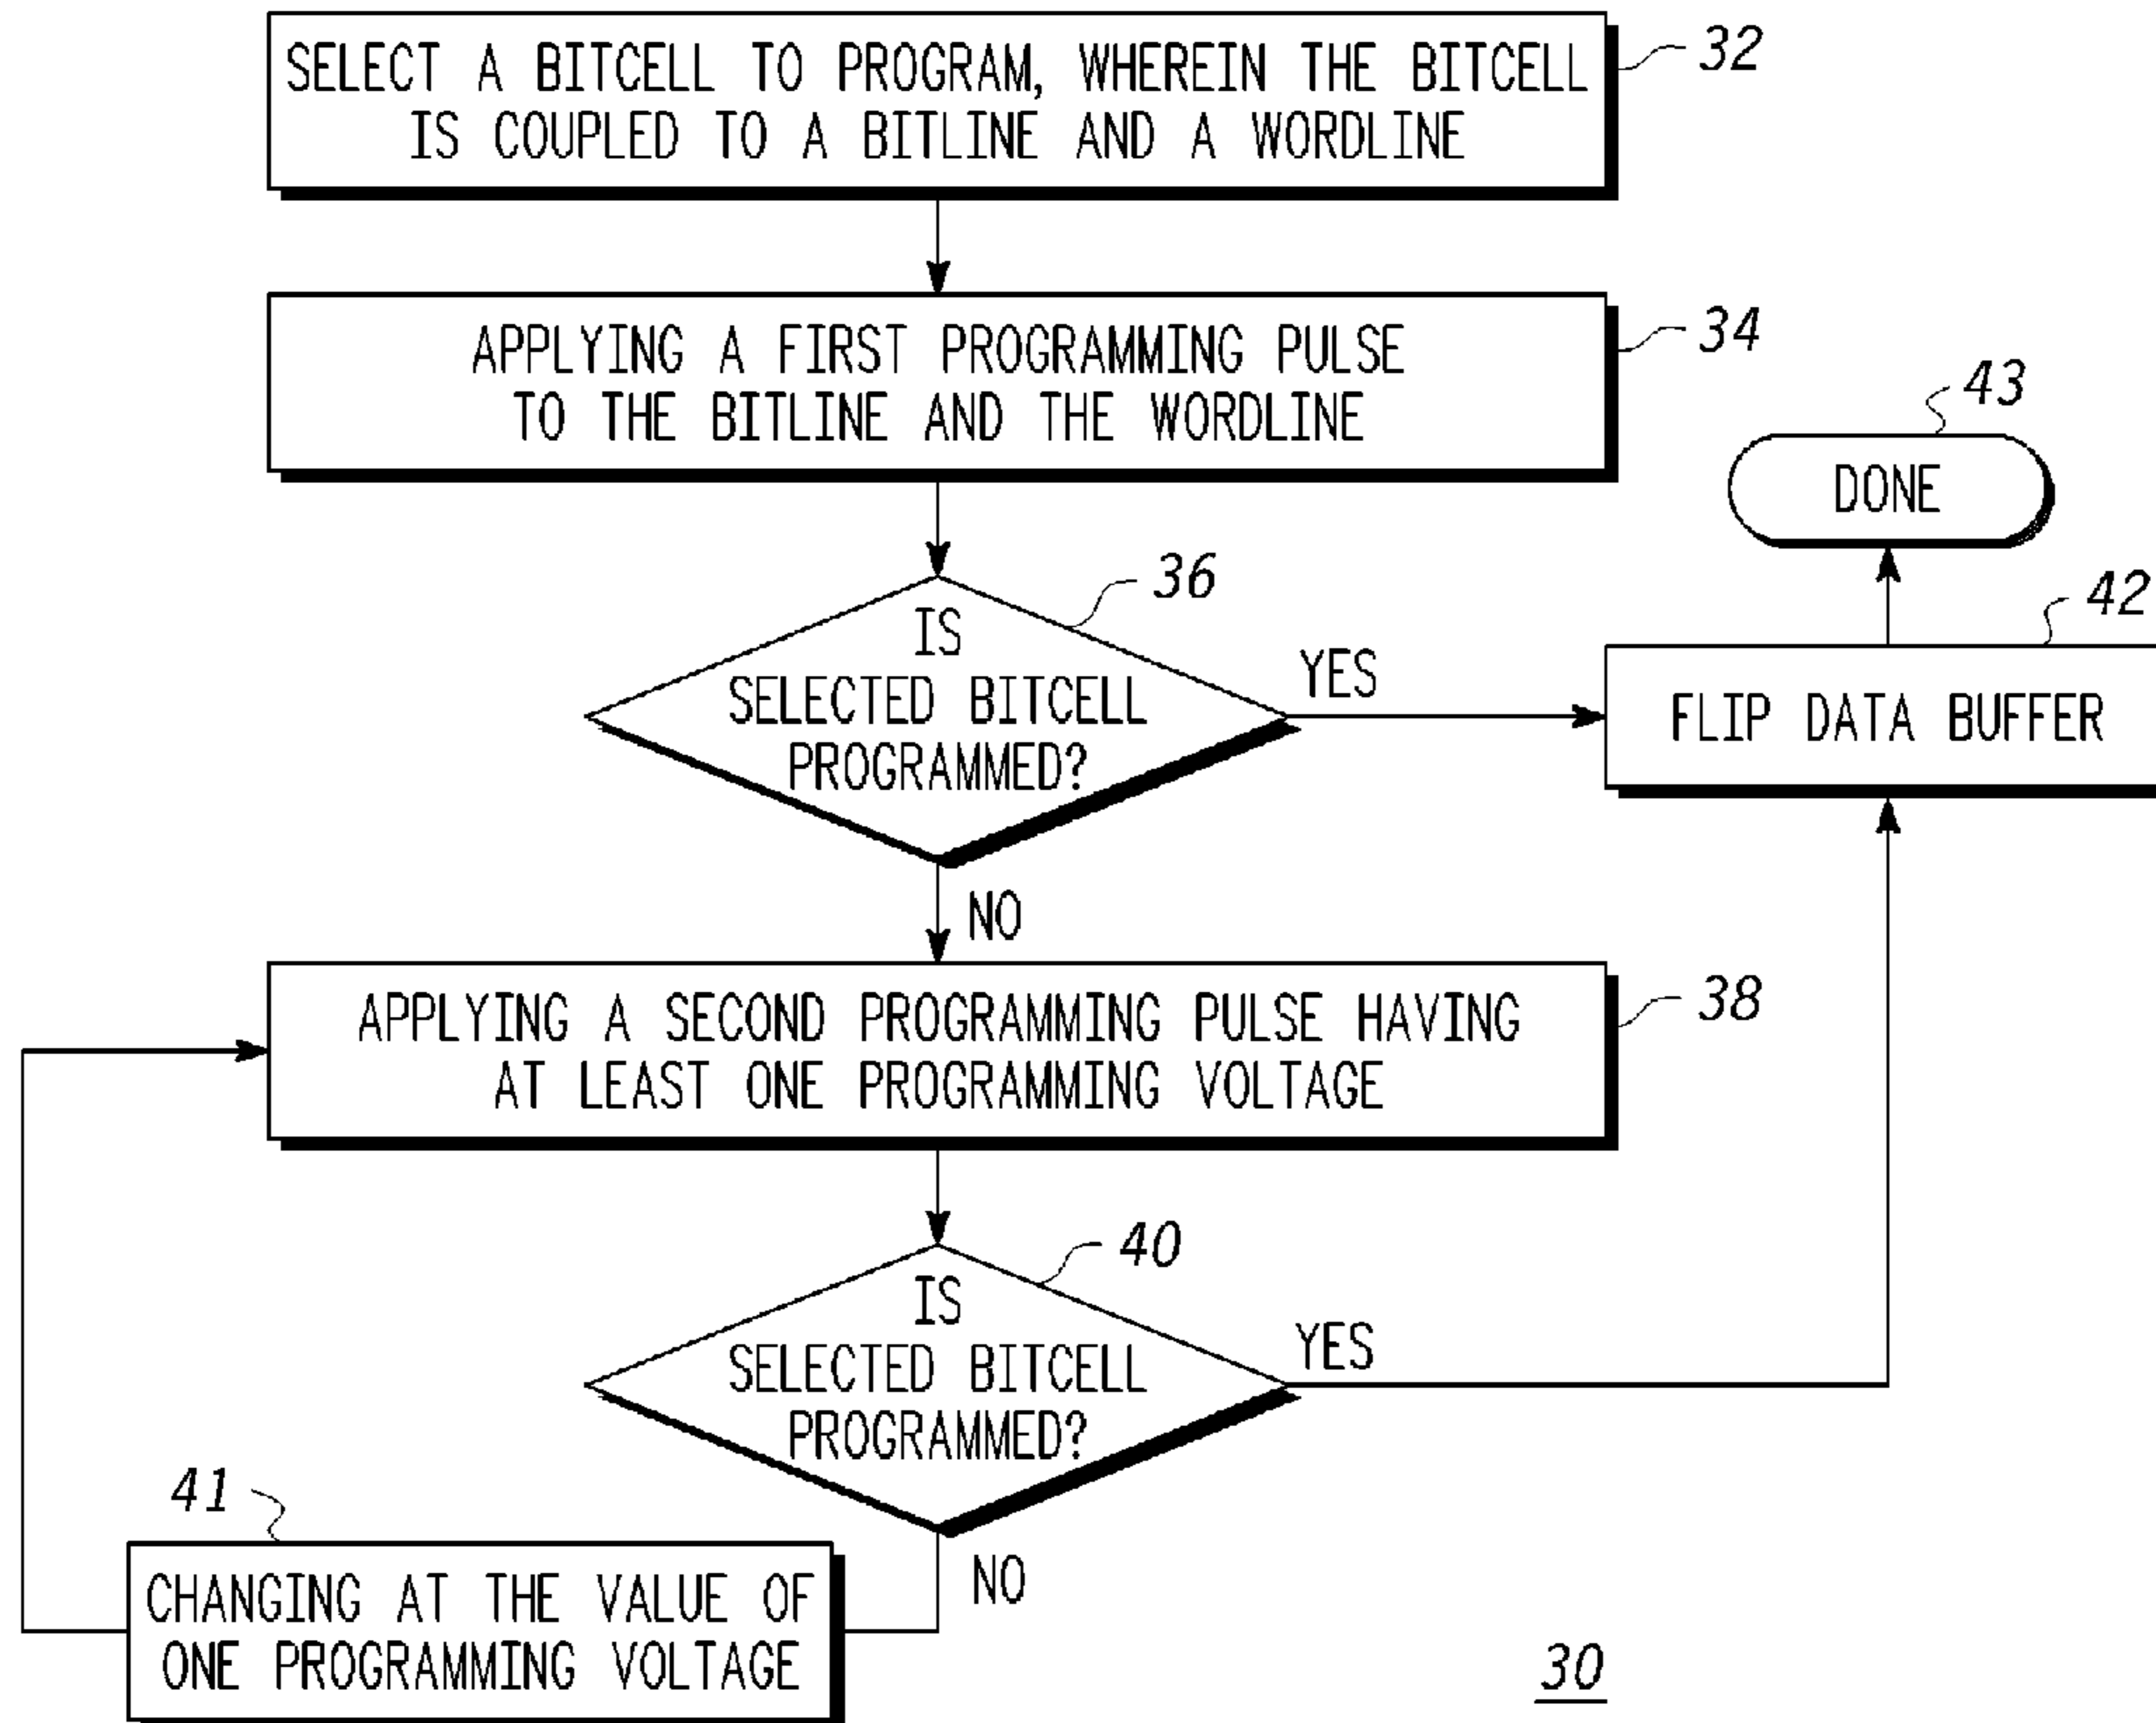 SELECT A BITCELL TO PROGRAM, WHEREIN THE BITCELL
IS COUPLED TO A BITLINE AND A WORDLINE
32
APPLYING A FIRST PROGRAMMING PULSE
TO THE BITLINE AND THE WORDLINE
34
43
DONE
36
IS
SELECTED BITCELL
PROGRAMMED?
YES
42
FLIP DATA BUFFER
NO
APPLYING A SECOND PROGRAMMING PULSE HAVING
AT LEAST ONE PROGRAMMING VOLTAGE
38
40
IS
SELECTED BITCELL
PROGRAMMED?
YES
NO
41
CHANGING AT THE VALUE OF
ONE PROGRAMMING VOLTAGE
30